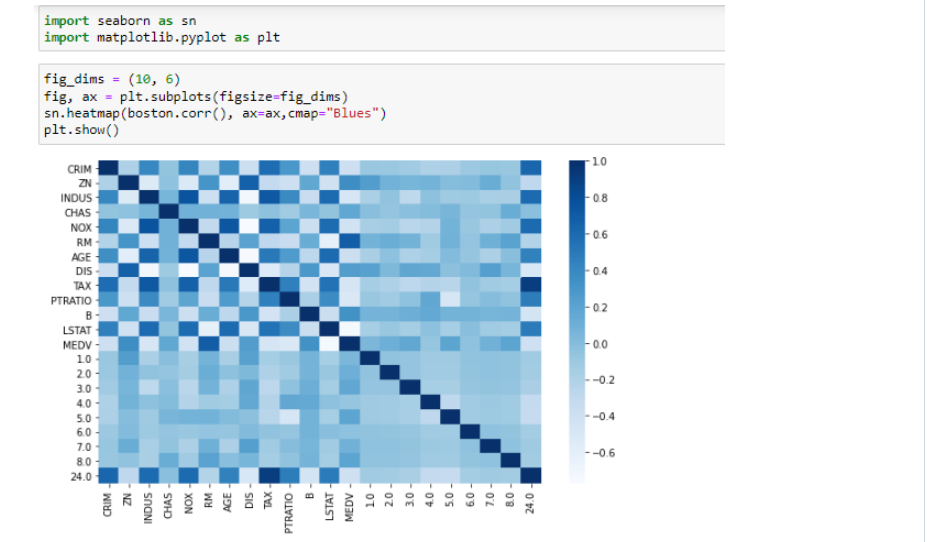 import seaborn as sn
import matplotlib.pyplot as plt
fig_dims = (10, 6)
fig, ax = plt.subplots(figsize=fig_dims)
sn.heatmap(boston.corr(), ax=ax,cmap="Blues")
plt.show()
CRIM
ZN
INDUS
CHAS
NOX
RM
AGE
DIS
TAX
PTRATIO
B
LSTAT
MEDV
1.0
2.0
3.0
4.0
5.0
6.0
7.0
8.0
24.0
CRIM ZN INDUS CHAS NOX RM AGE DIS TAX PTRATIO B LSTAT MEDV 1.0 2.0 3.0 4.0 5.0 6.0 7.0 8.0 24.0
1.0
0.8
0.6
0.4
0.2
0.0
−0.2
−0.4
−0.6